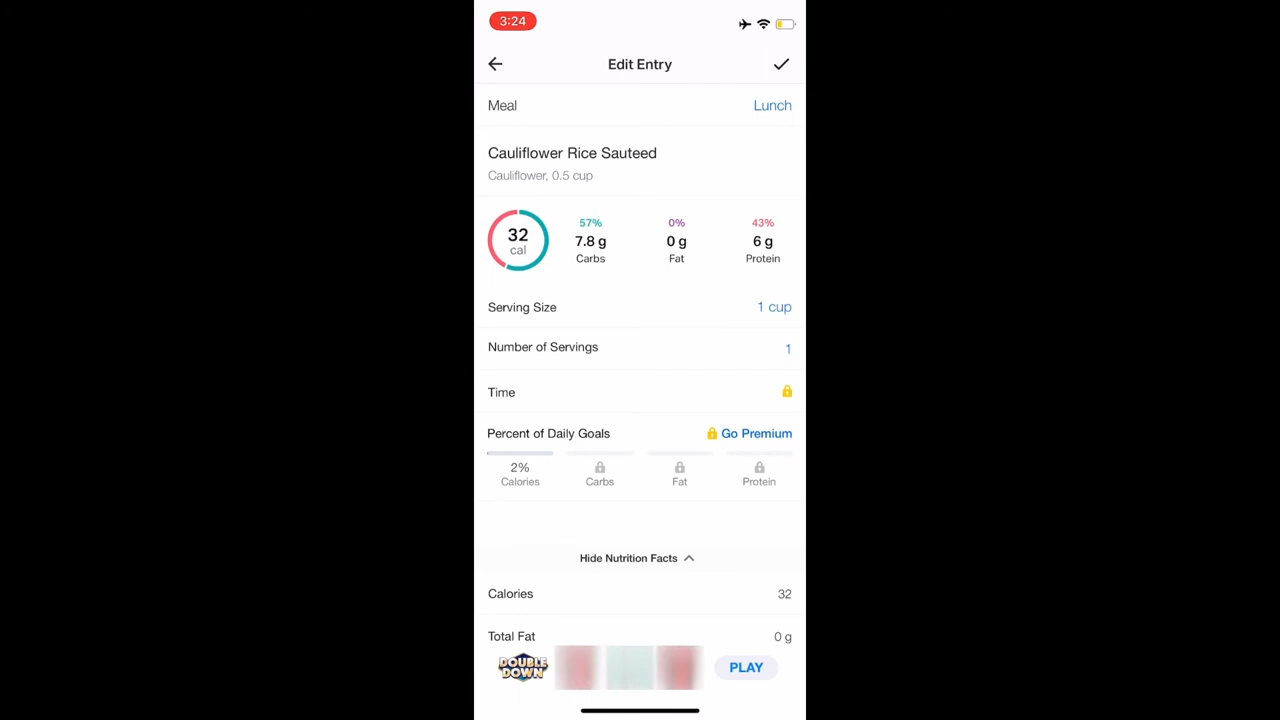 3:24
Edit Entry
Meal Lunch
Cauliflower Rice Sauteed
Cauliflower, 0.5 cup
32 cal
57% 0% 43%
7.8 g 0 g 6 g
Carbs Fat Protein
Serving Size 1 cup
Number of Servings 1
Time
Percent of Daily Goals Go Premium
2%
Calories Carbs Fat Protein
Hide Nutrition Facts
Calories 32
Total Fat 0 g
DOUBLE DOWN PLAY